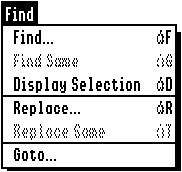 Find
Find... F
Find Same G
Display Selection D
Replace... R
Replace Same T
Goto...